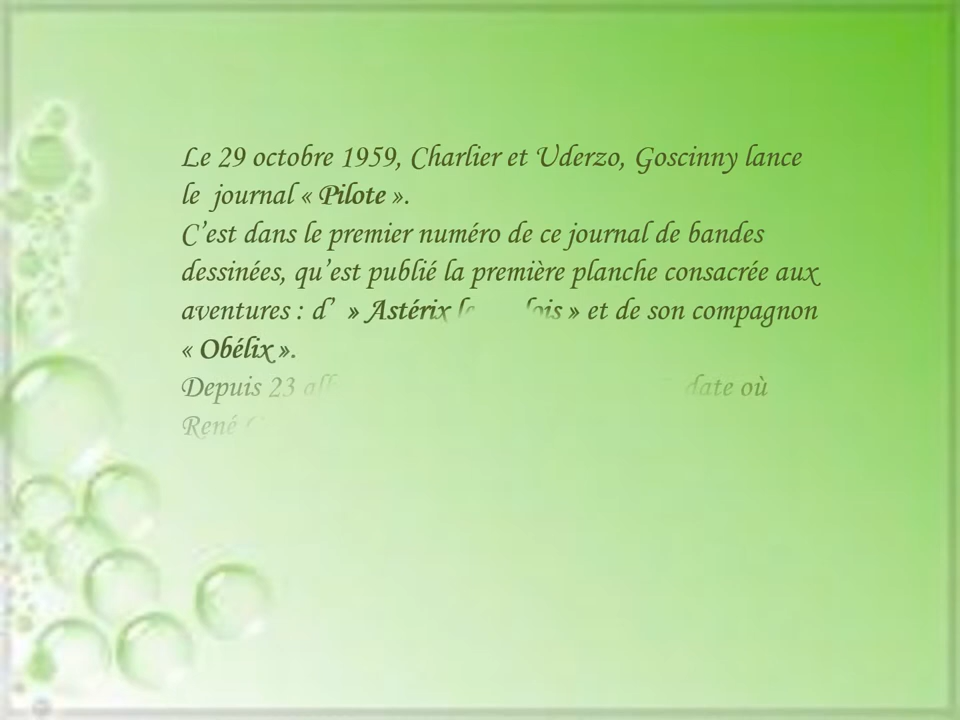 Le 29 octobre 1959, Charlier et Uderzo, Goscinny lance
le journal « Pilote ».
C’est dans le premier numéro de ce journal de bandes
dessinées, qu’est publié la première planche consacrée aux
aventures : d’ » Astérix » et de son compagnon
« Obélix ».
Depuis 23 date où
René